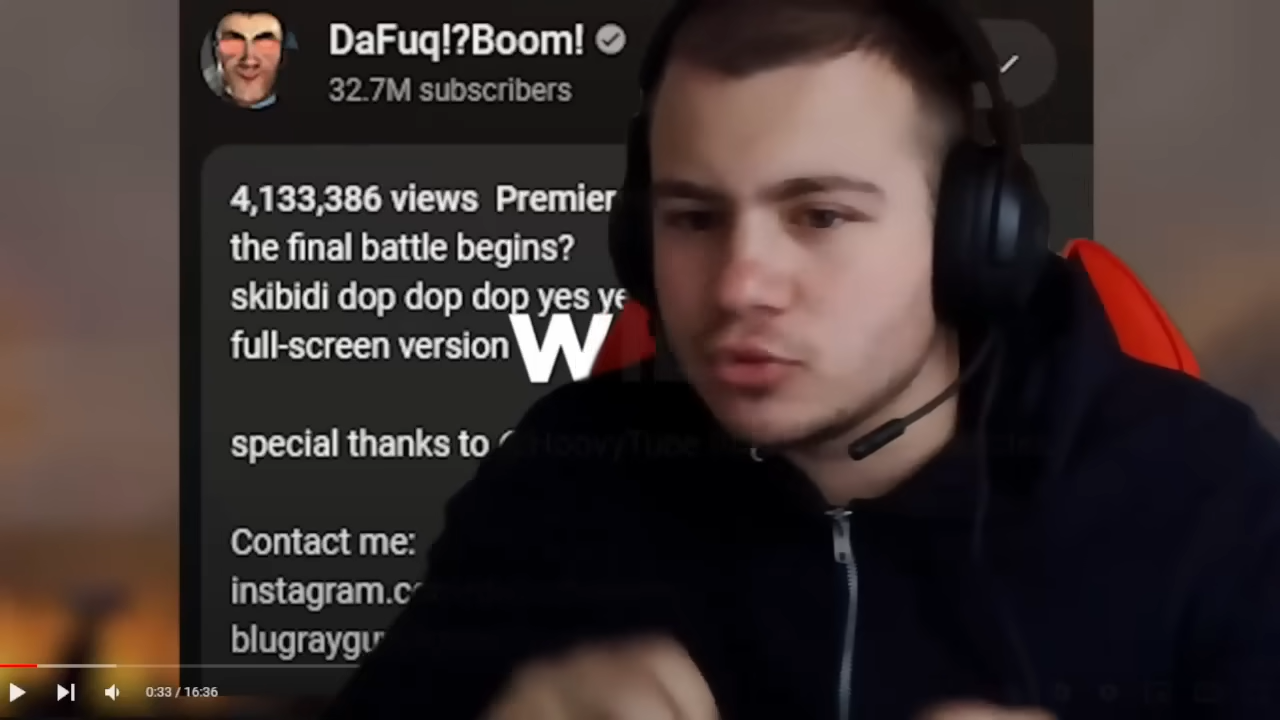 DaFuq!?Boom!
32.7M subscribers
4,133,386 views Premier
the final battle begins?
skibidi dop dop dop yes ye
full-screen version
W
special thanks to @HoovyTube
Contact me:
instagram.c
blugraygu
0:33 / 16:36